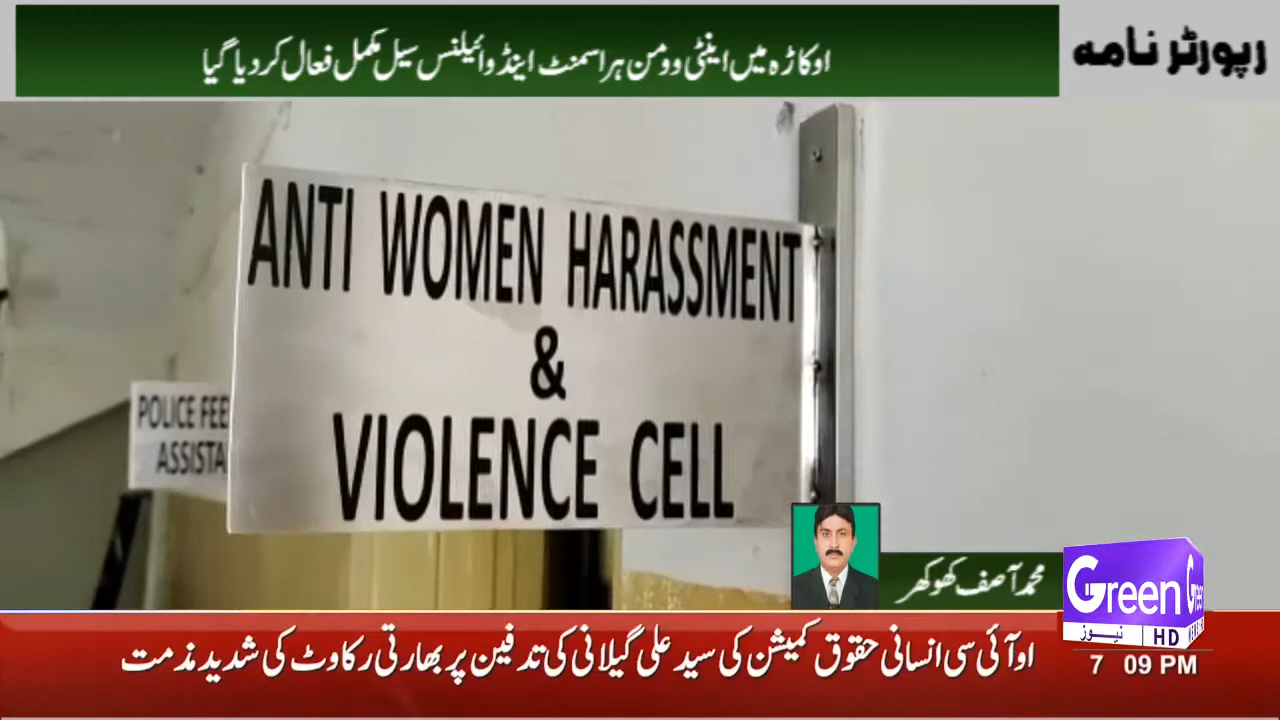 رپورٹر نامہ
اوکاڑہ میں اینٹی وومن ہراسمنٹ اینڈ وائیلنس سیل مکمل فعال کر دیا گیا
ANTI WOMEN HARASSMENT
&
VIOLENCE CELL
POLICE
محمد آصف کھوکھر
Green
نیوز HD
او آئی سی انسانی حقوق کمیشن کی سید علی گیلانی کی تدفین پر بھارتی رکاوٹ کی شدید مذمت
7 09 PM